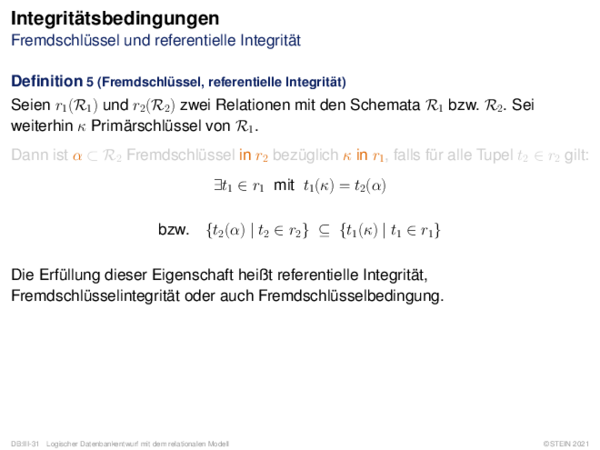 Integritätsbedingungen
Fremdschlüssel und referentielle Integrität
Definition 5 (Fremdschlüssel, referentielle Integrität)
Seien r₁(ℛ₁) und r₂(ℛ₂) zwei Relationen mit den Schemata ℛ₁ bzw. ℛ₂. Sei
weiterhin κ Primärschlüssel von ℛ₁.
Dann ist α ⊂ ℛ₂ Fremdschlüssel in r₂ bezüglich κ in r₁, falls für alle Tupel t₂ ∈ r₂ gilt:
∃t₁ ∈ r₁ mit t₁(κ) = t₂(α)
bzw. {t₂(α) | t₂ ∈ r₂} ⊆ {t₁(κ) | t₁ ∈ r₁}
Die Erfüllung dieser Eigenschaft heißt referentielle Integrität,
Fremdschlüsselintegrität oder auch Fremdschlüsselbedingung.
DB:III-31 Logischer Datenbankentwurf mit dem relationalen Modell ©STEIN 2021